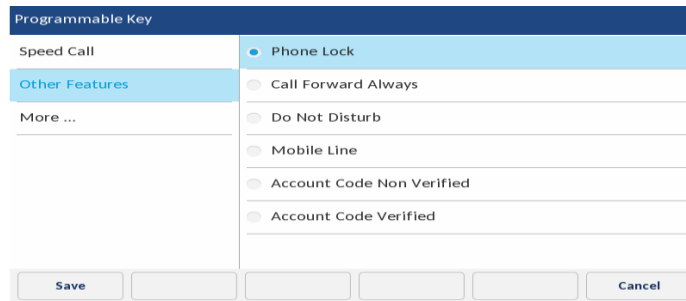 Programmable Key
Speed Call
Other Features
More ...
Phone Lock
Call Forward Always
Do Not Disturb
Mobile Line
Account Code Non Verified
Account Code Verified
Save
Cancel